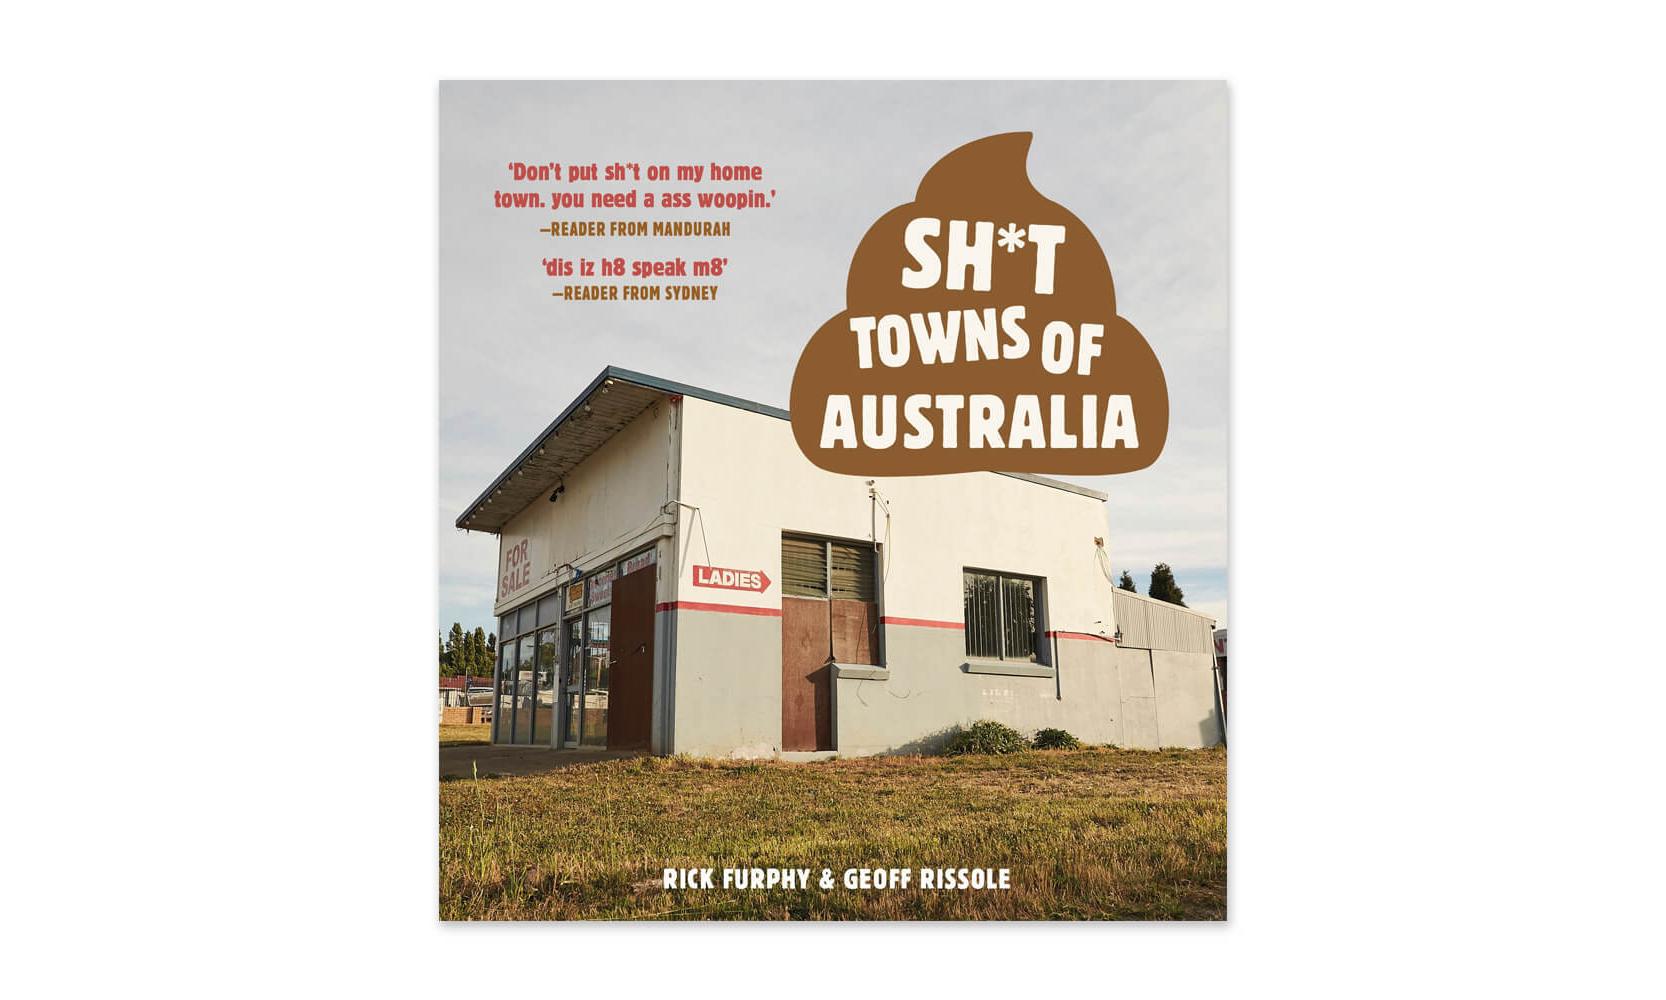 ‘Don’t put sh*t on my home
town. you need a ass woopin.’
–READER FROM MANDURAH
‘dis iz h8 speak m8’
–READER FROM SYDNEY
SH*T
TOWNS OF
AUSTRALIA
FOR
SALE
LADIES
RICK FURPHY & GEOFF RISSOLE